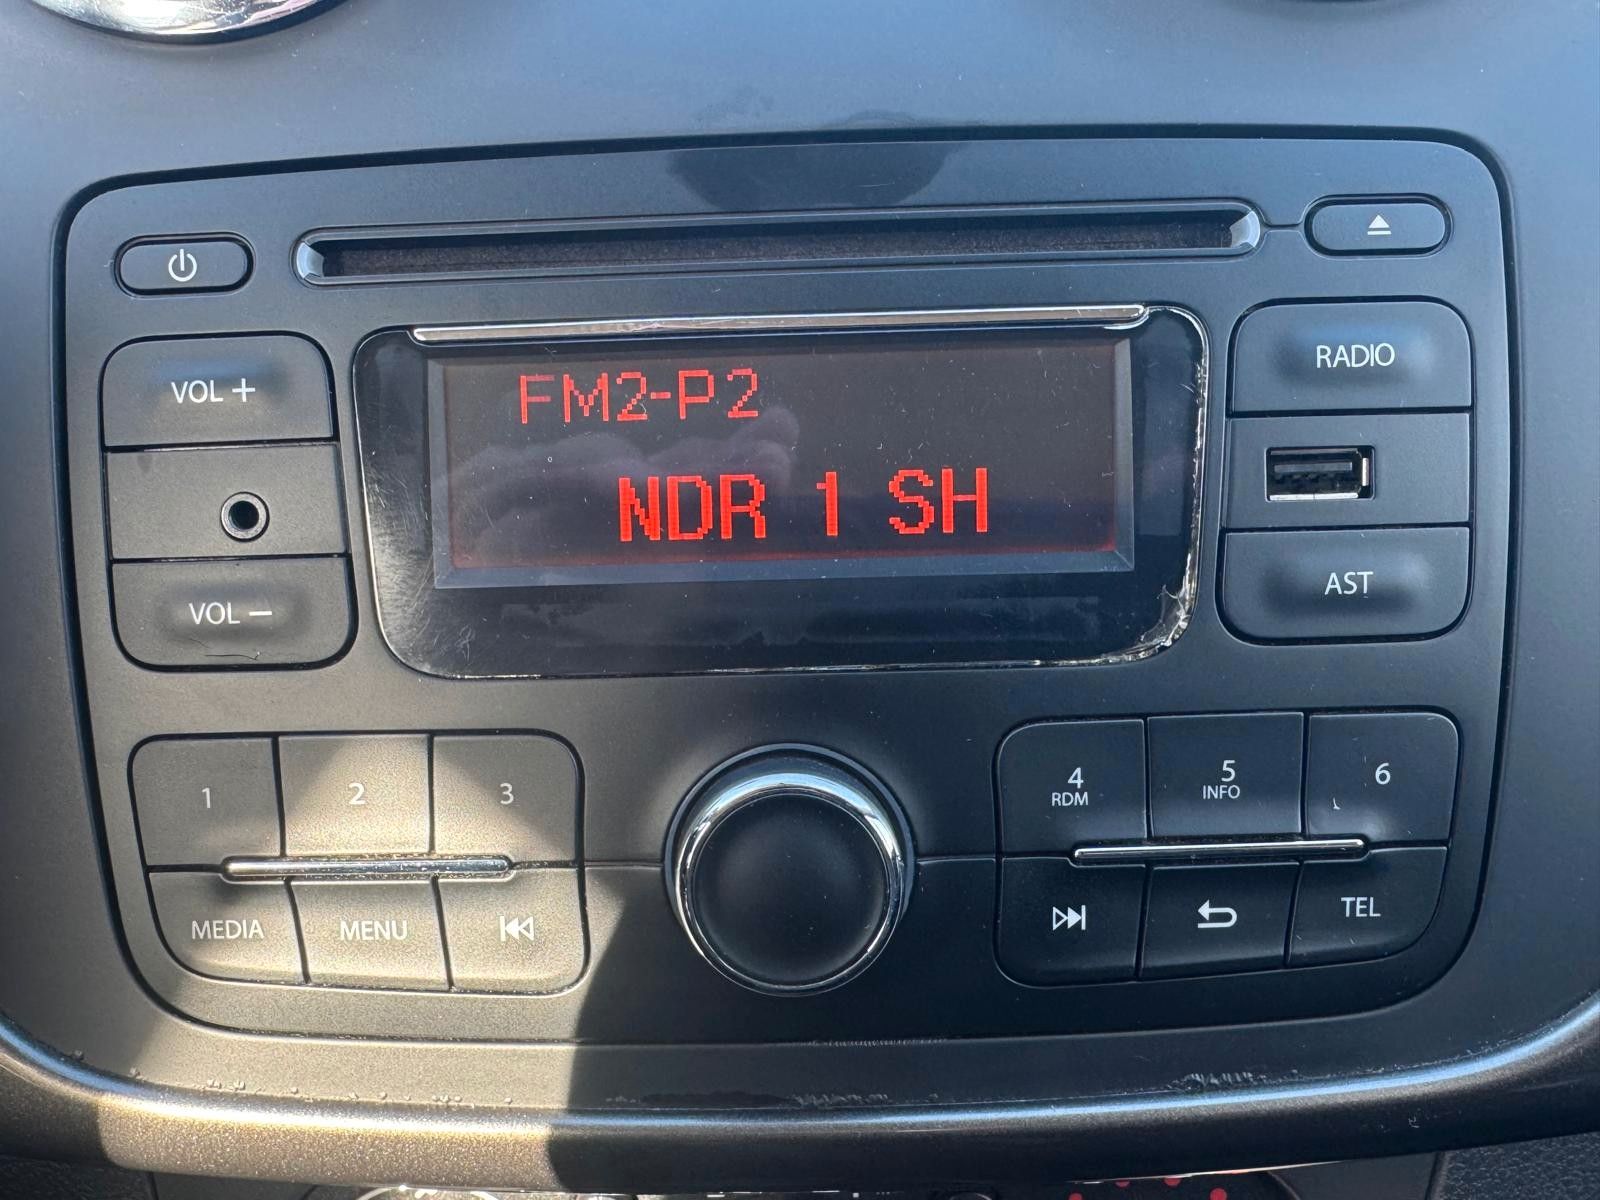 FM2-P2
NDR 1 SH
VOL +
VOL −
RADIO
AST
1
2
3
MEDIA
MENU
4
RDM
5
INFO
6
TEL